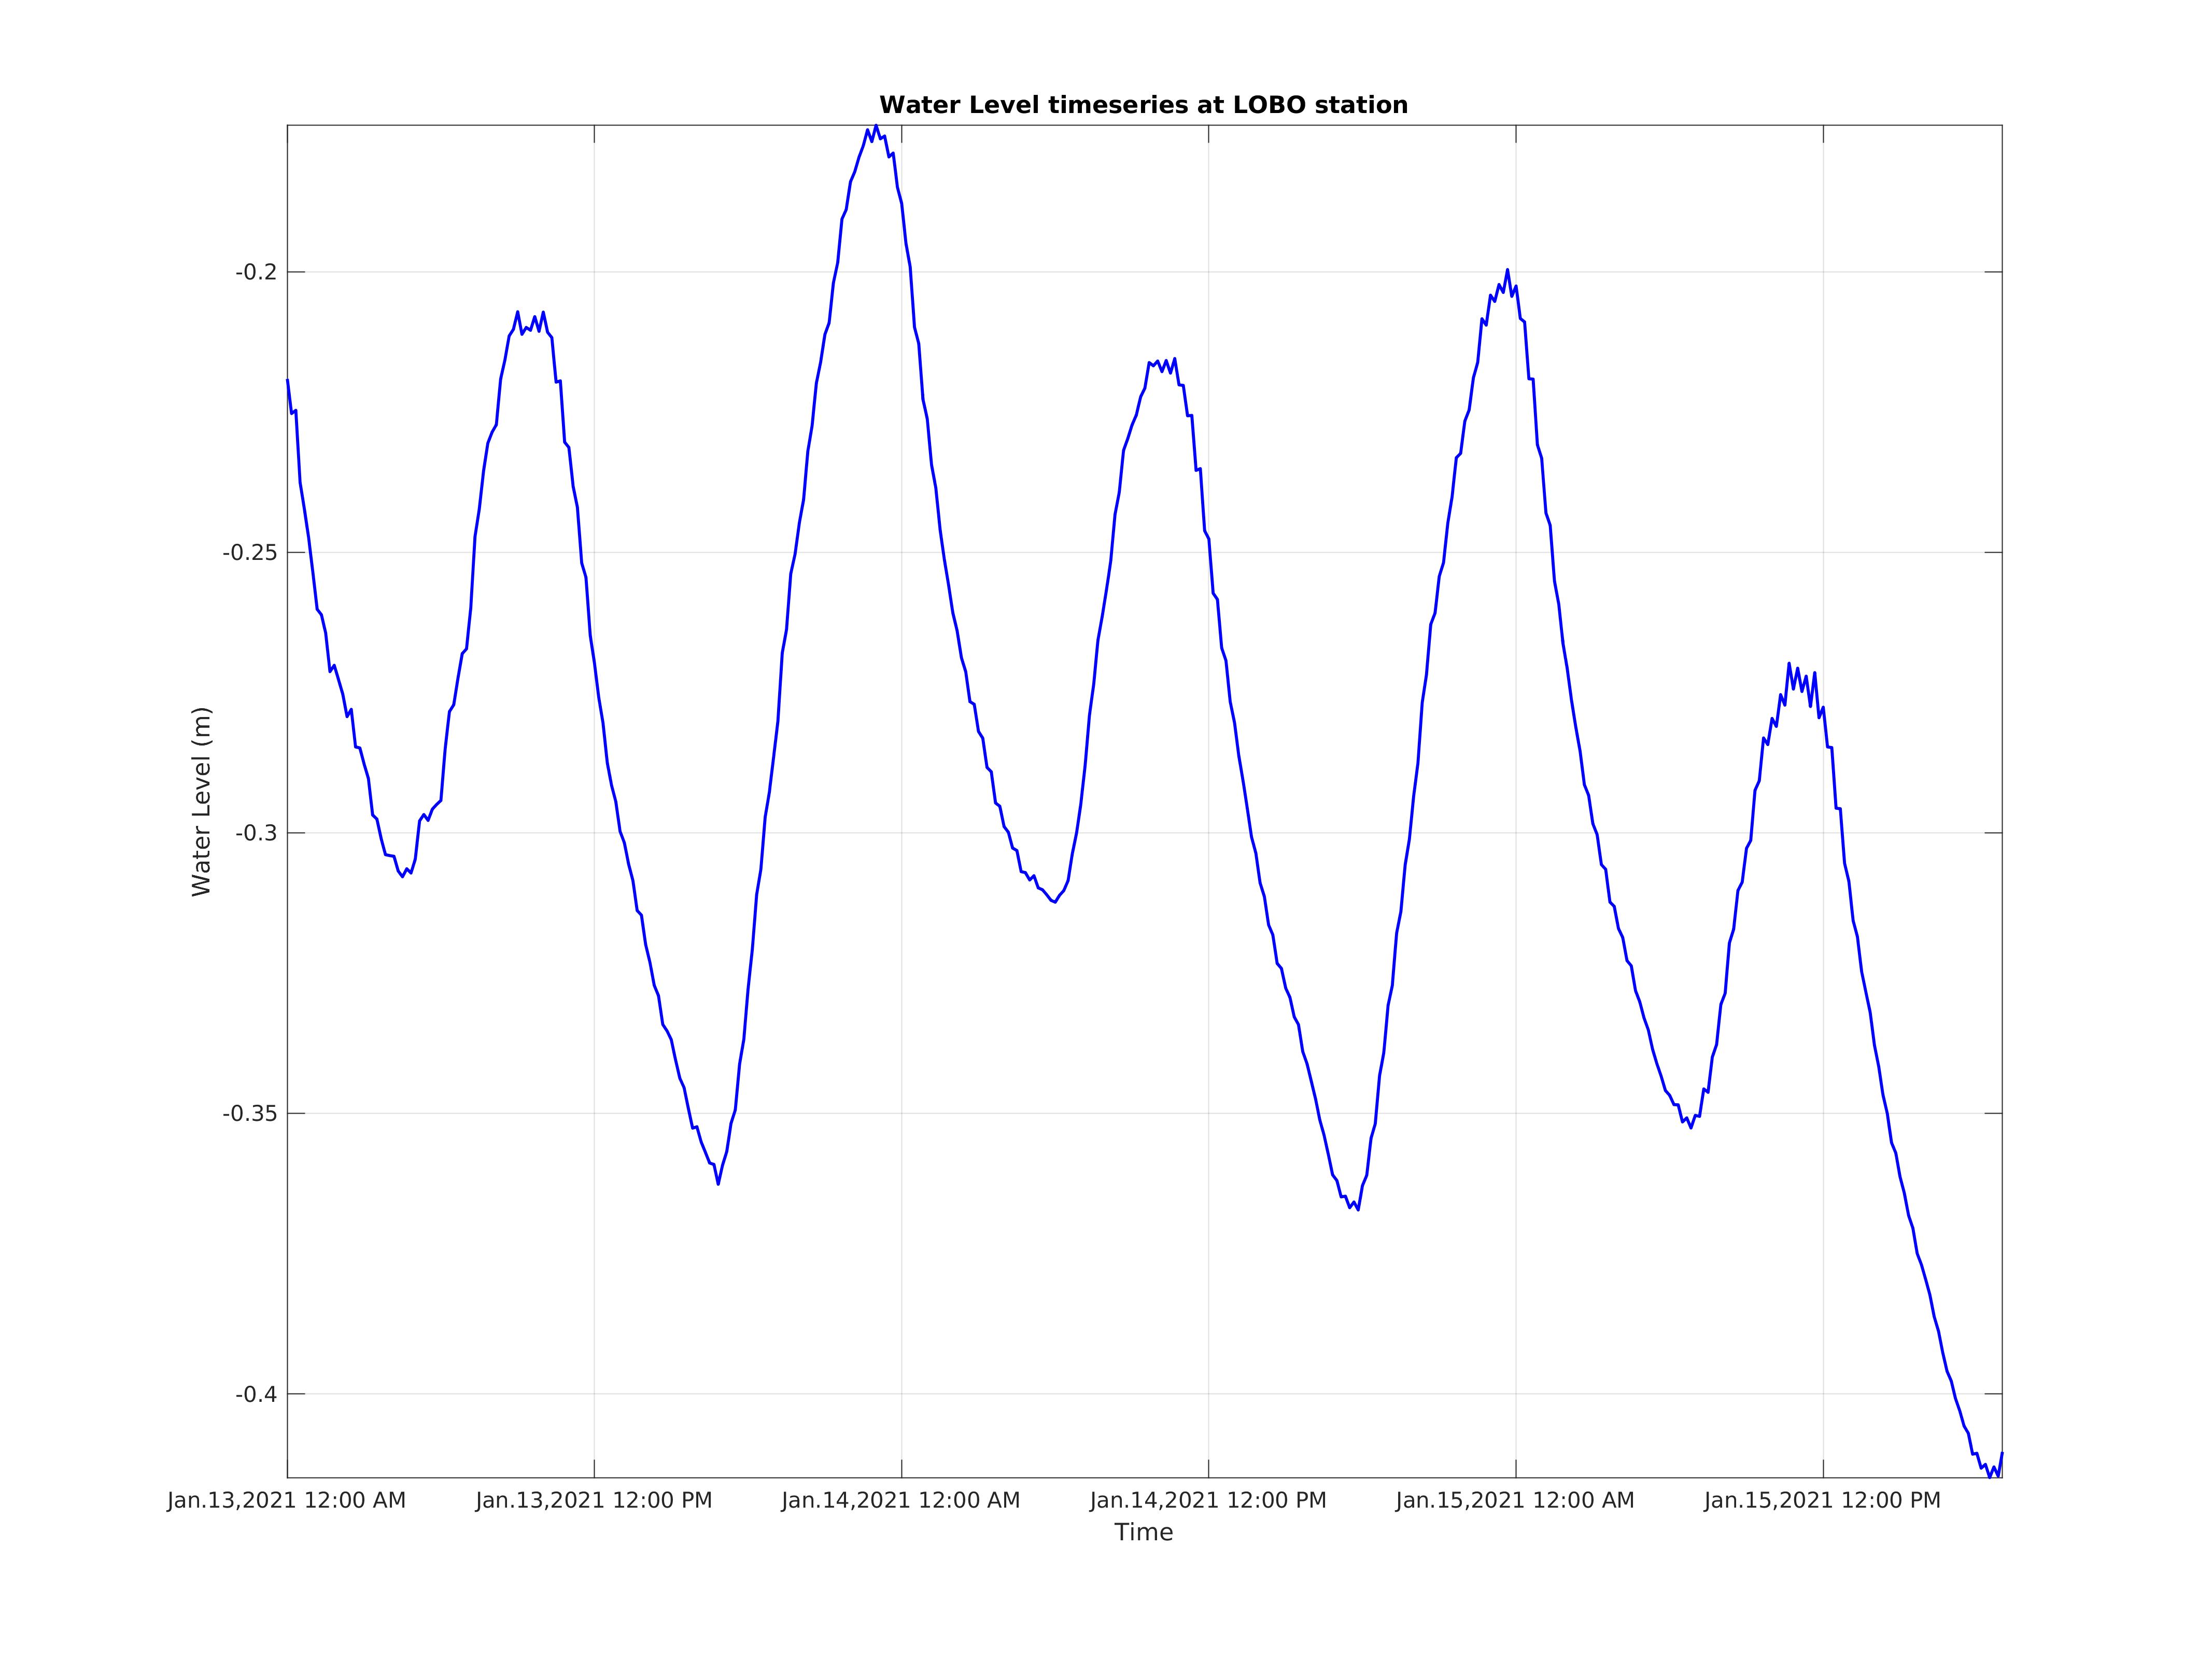 Water Level timeseries at LOBO station
-0.2
-0.25
-0.3
-0.35
-0.4
Water Level (m)
Jan.13,2021 12:00 AM
Jan.13,2021 12:00 PM
Jan.14,2021 12:00 AM
Jan.14,2021 12:00 PM
Jan.15,2021 12:00 AM
Jan.15,2021 12:00 PM
Time